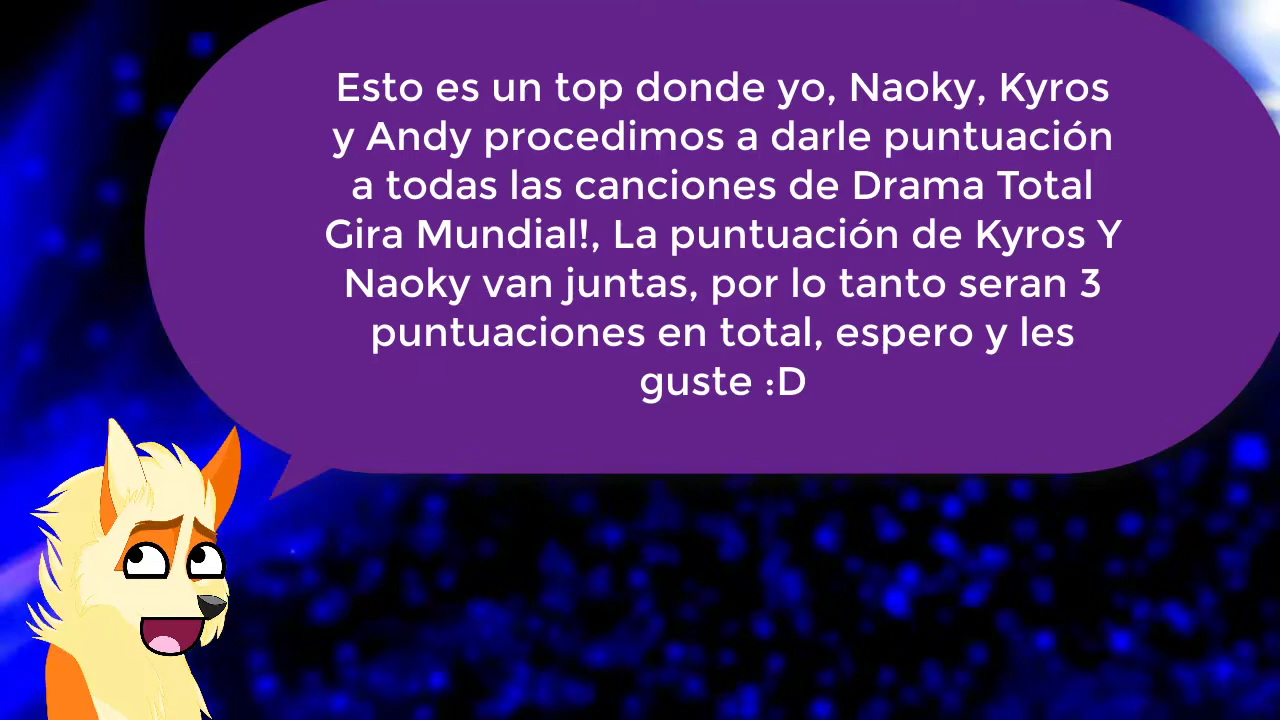 Esto es un top donde yo, Naoky, Kyros
y Andy procedimos a darle puntuación
a todas las canciones de Drama Total
Gira Mundial!, La puntuación de Kyros Y
Naoky van juntas, por lo tanto seran 3
puntuaciones en total, espero y les
guste :D